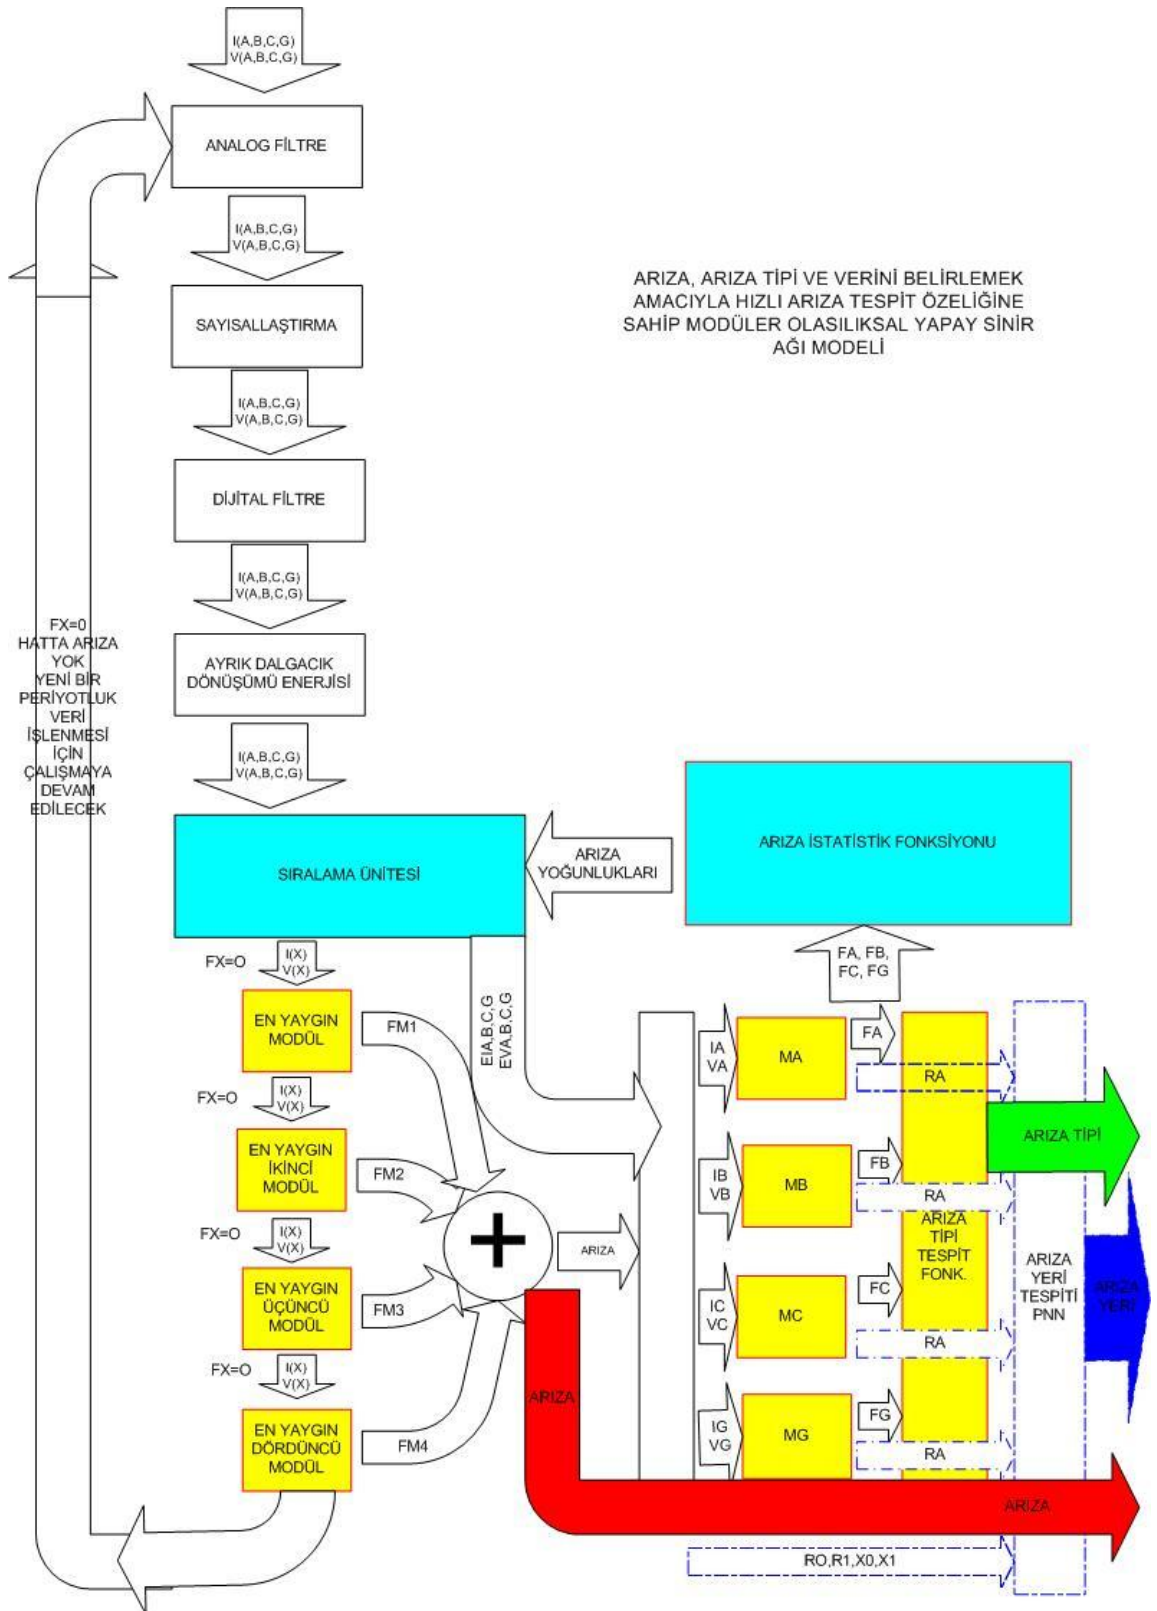 I(A,B,C,G)
V(A,B,C,G)
ANALOG FİLTRE
I(A,B,C,G)
V(A,B,C,G)
ARIZA, ARIZA TİPİ VE VERİNİ BELİRLEMEK
AMACIYLA HIZLI ARIZA TESPİT ÖZELİĞİNE
SAHİP MODÜLER OLASILIKSAL YAPAY SİNİR
AĞI MODELİ
SAYISALLAŞTIRMA
I(A,B,C,G)
V(A,B,C,G)
DİJİTAL FİLTRE
I(A,B,C,G)
V(A,B,C,G)
FX=0
HATTA ARIZA
YOK
YENİ BİR
PERİYOTLUK
VERİ
İŞLENMESİ
İÇİN
ÇALIŞMAYA
DEVAM
EDİLECEK
AYRIK DALGACIK
DÖNÜŞÜMÜ ENERJİSİ
I(A,B,C,G)
V(A,B,C,G)
SIRALAMA ÜNİTESİ
ARIZA
YOĞUNLUKLARI
ARIZA İSTATİSTİK FONKSİYONU
FA, FB,
FC, FG
FX=O
I(X)
V(X)
EN YAYGIN
MODÜL
FM1
EIA,B,C,G
EVA,B,C,G
IA
VA
MA
FA
RA
FX=O
I(X)
V(X)
EN YAYGIN
İKİNCİ
MODÜL
FM2
IB
VB
MB
FB
RA
ARIZA TİPİ
FX=O
I(X)
V(X)
+
ARIZA
ARIZA
TİPİ
TESPİT
FONK.
ARIZA
YERİ
TESPİTİ
PNN
ARIZA
YERİ
EN YAYGIN
ÜÇÜNCÜ
MODÜL
FM3
IC
VC
MC
FC
RA
FX=O
I(X)
V(X)
ARIZA
EN YAYGIN
DÖRDÜNCÜ
MODÜL
FM4
IG
VG
MG
FG
RA
ARIZA
RO,R1,X0,X1